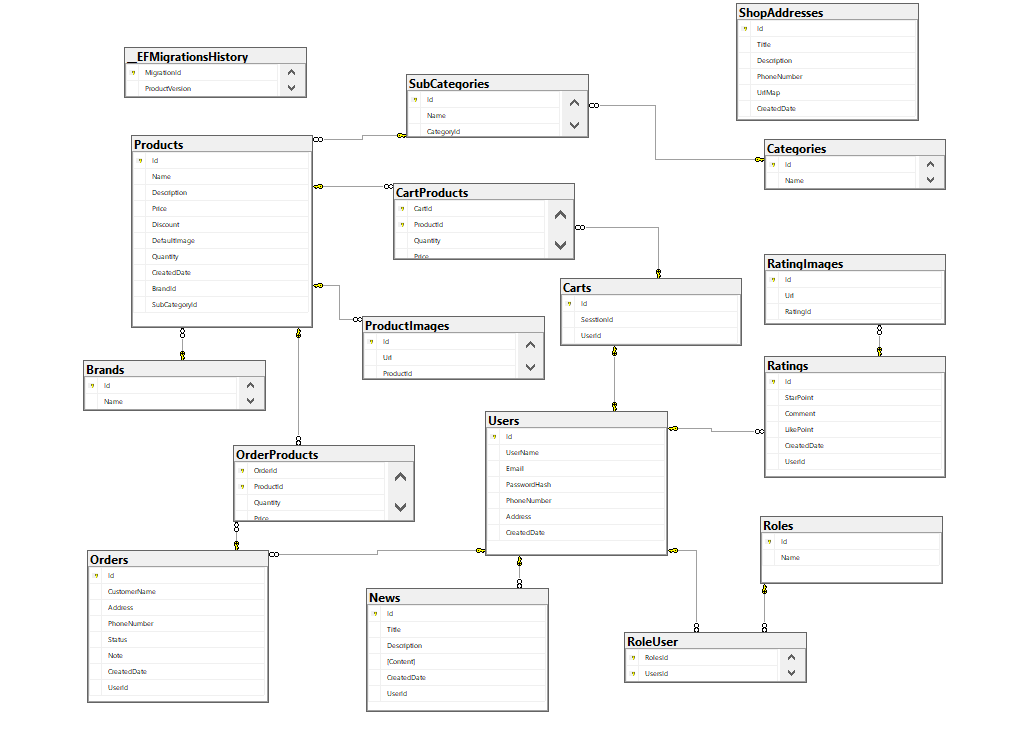 ShopAddresses
Id
Title
Description
PhoneNumber
UrlMap
CreatedDate
__EFMigrationsHistory
MigrationId
ProductVersion
SubCategories
Id
Name
CategoryId
Products
Id
Name
Description
Price
Discount
DefaultImage
Quantity
CreatedDate
BrandId
SubCategoryId
Categories
Id
Name
CartProducts
CartId
ProductId
Quantity
Price
RatingImages
Id
Url
RatingId
Carts
Id
SesstionId
UserId
ProductImages
Id
Url
ProductId
Brands
Id
Name
Ratings
Id
StarPoint
Comment
LikePoint
CreatedDate
UserId
Users
Id
UserName
Email
PasswordHash
PhoneNumber
Address
CreatedDate
OrderProducts
OrderId
ProductId
Quantity
Price
Roles
Id
Name
Orders
Id
CustomerName
Address
PhoneNumber
Status
Note
CreatedDate
UserId
News
Id
Title
Description
[Content]
CreatedDate
UserId
RoleUser
RolesId
UsersId